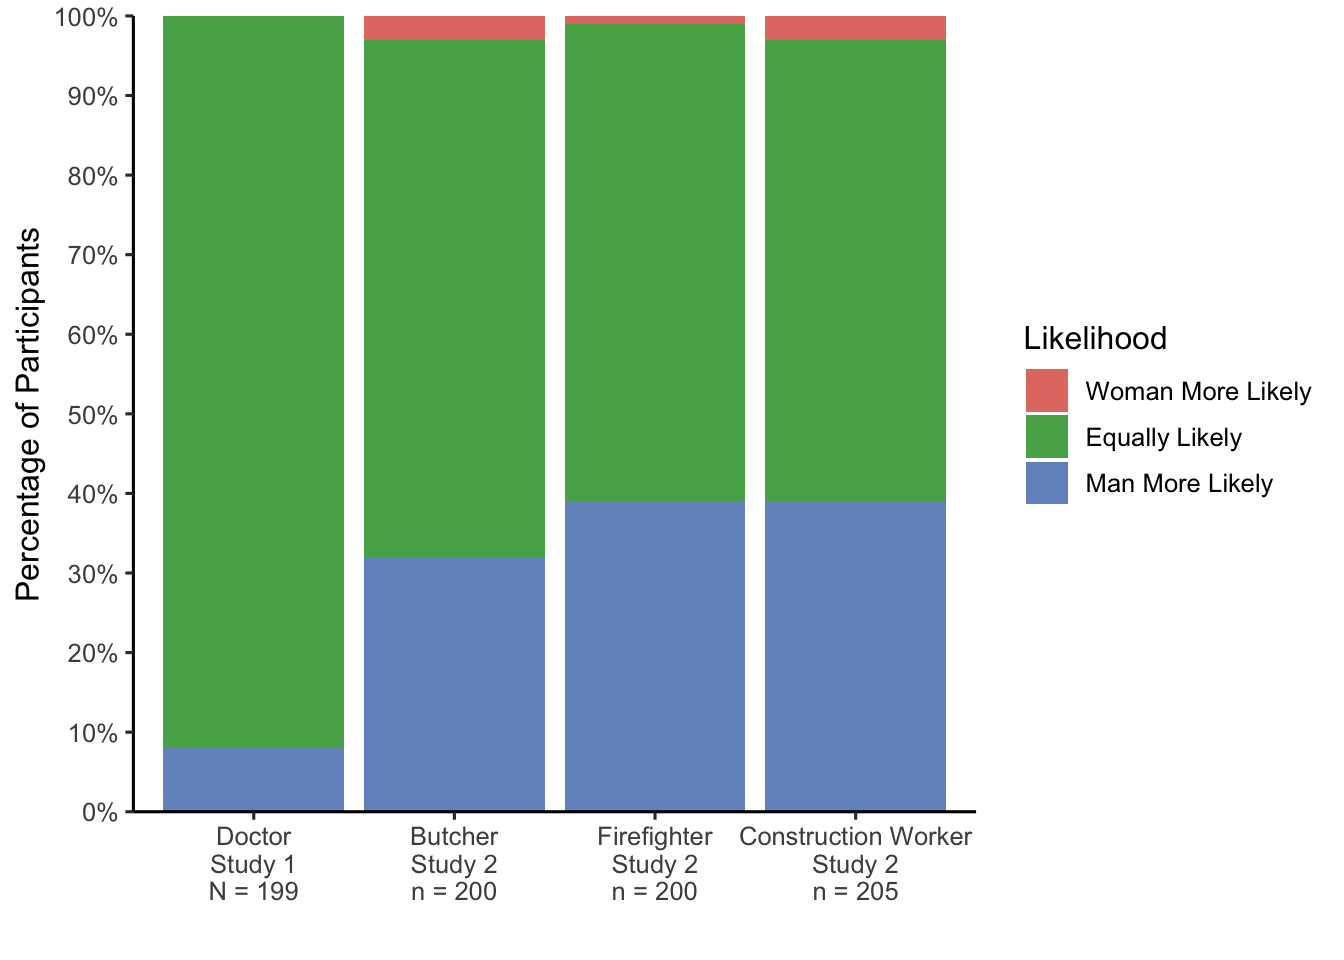 100%
90%
80%
70%
60%
50%
40%
30%
20%
10%
0%
Percentage of Participants
Doctor
Study 1
N = 199
Butcher
Study 2
n = 200
Firefighter
Study 2
n = 200
Construction Worker
Study 2
n = 205
Likelihood
Woman More Likely
Equally Likely
Man More Likely